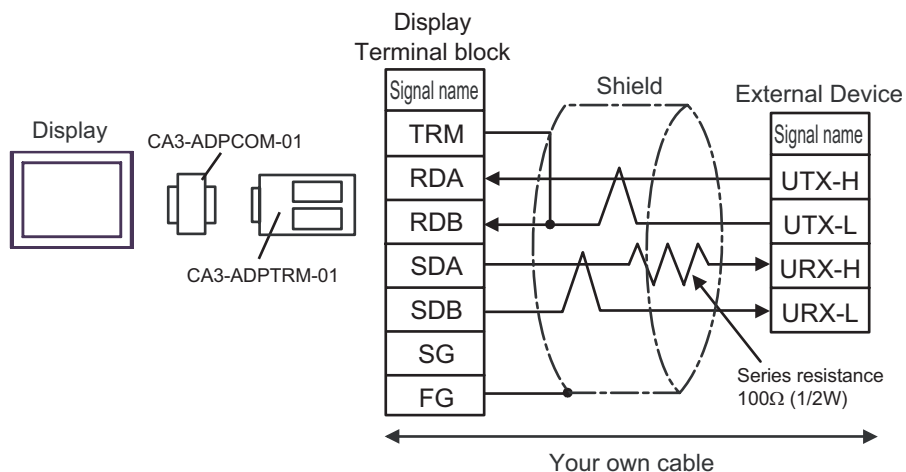 Display
Terminal block
Signal name
TRM
RDA
RDB
SDA
SDB
SG
FG
Display
CA3-ADPCOM-01
CA3-ADPTRM-01
Shield
External Device
Signal name
UTX-H
UTX-L
URX-H
URX-L
Series resistance
100Ω (1/2W)
Your own cable